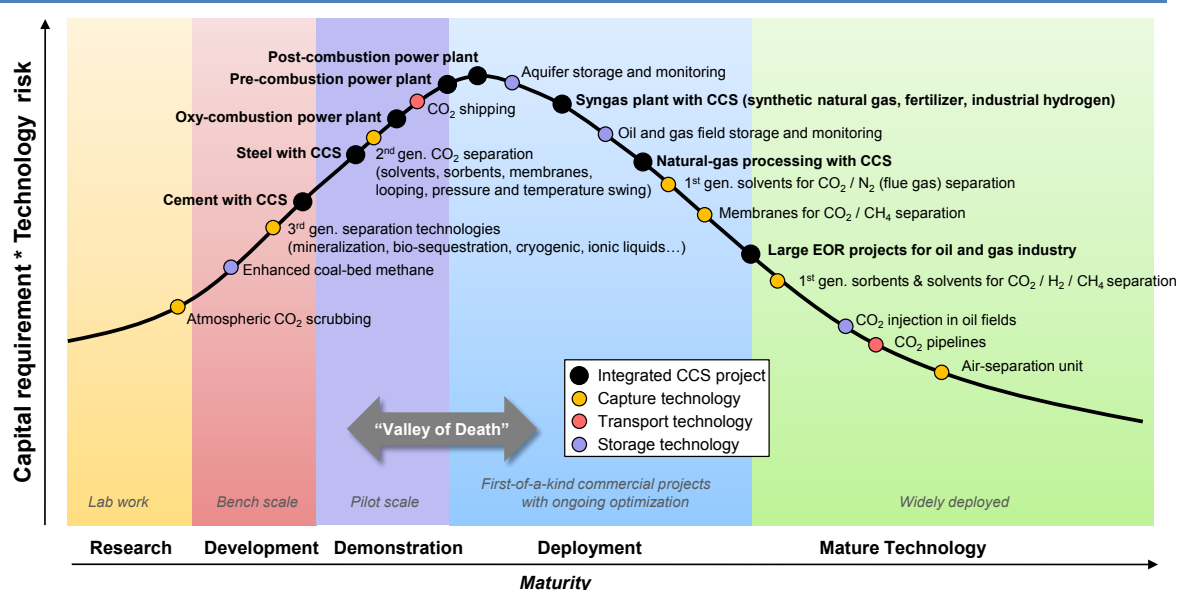 Capital requirement * Technology risk
Post-combustion power plant
Pre-combustion power plant
Aquifer storage and monitoring
CO₂ shipping
Syngas plant with CCS (synthetic natural gas, fertilizer, industrial hydrogen)
Oxy-combustion power plant
Oil and gas field storage and monitoring
Steel with CCS
2nd gen. CO₂ separation
(solvents, sorbents, membranes,
looping, pressure and temperature swing)
Natural-gas processing with CCS
1st gen. solvents for CO₂ / N₂ (flue gas) separation
Cement with CCS
Membranes for CO₂ / CH₄ separation
3rd gen. separation technologies
(mineralization, bio-sequestration, cryogenic, ionic liquids…)
Large EOR projects for oil and gas industry
Enhanced coal-bed methane
1st gen. sorbents & solvents for CO₂ / H₂ / CH₄ separation
Atmospheric CO₂ scrubbing
CO₂ injection in oil fields
CO₂ pipelines
Air-separation unit
Integrated CCS project
Capture technology
Transport technology
Storage technology
“Valley of Death”
Lab work
Bench scale
Pilot scale
First-of-a-kind commercial projects
with ongoing optimization
Widely deployed
Research
Development
Demonstration
Deployment
Mature Technology
Maturity